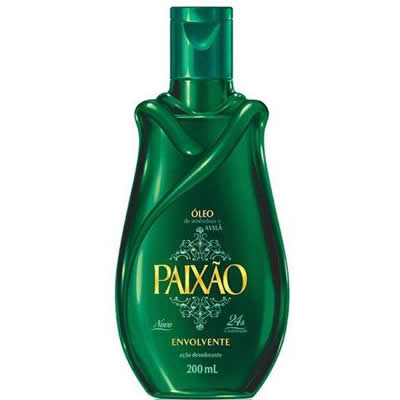 ÓLEO
de amêndoas e
AVELÃ
PAIXÃO
Novo
24h
ENVOLVENTE
ação desodorante
200 mL